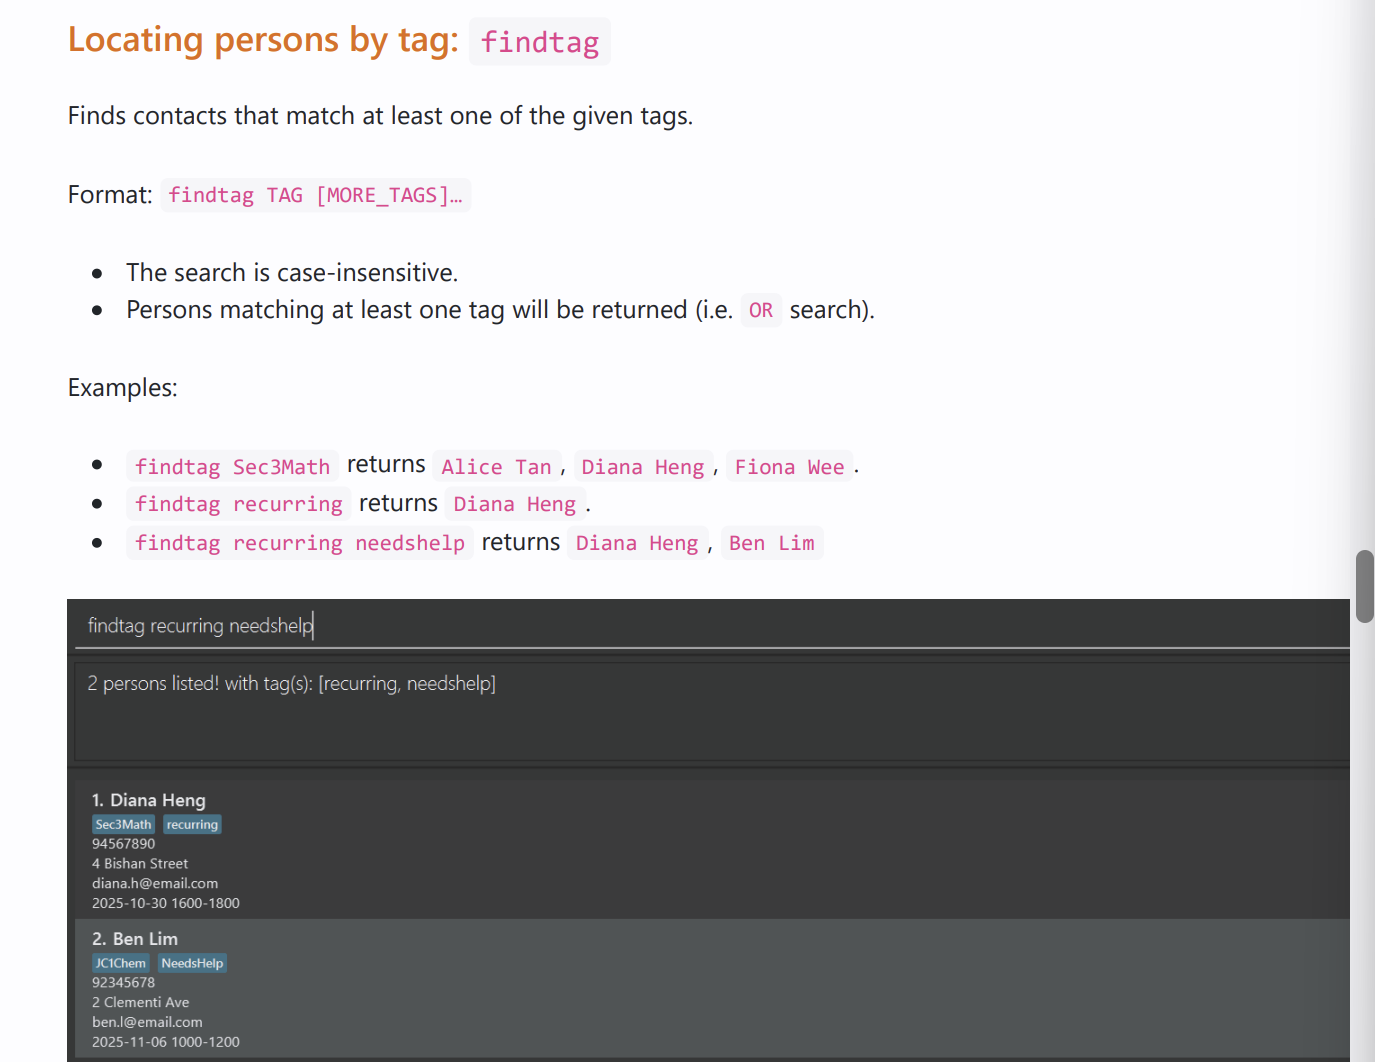 Locating persons by tag: findtag
Finds contacts that match at least one of the given tags.
Format: findtag TAG [MORE_TAGS]…
• The search is case-insensitive.
• Persons matching at least one tag will be returned (i.e. OR search).
Examples:
• findtag Sec3Math returns Alice Tan, Diana Heng, Fiona Wee.
• findtag recurring returns Diana Heng.
• findtag recurring needshelp returns Diana Heng, Ben Lim
findtag recurring needshelp
2 persons listed! with tag(s): [recurring, needshelp]
1. Diana Heng
Sec3Math recurring
94567890
4 Bishan Street
diana.h@email.com
2025-10-30 1600-1800
2. Ben Lim
JC1Chem NeedsHelp
92345678
2 Clementi Ave
ben.l@email.com
2025-11-06 1000-1200